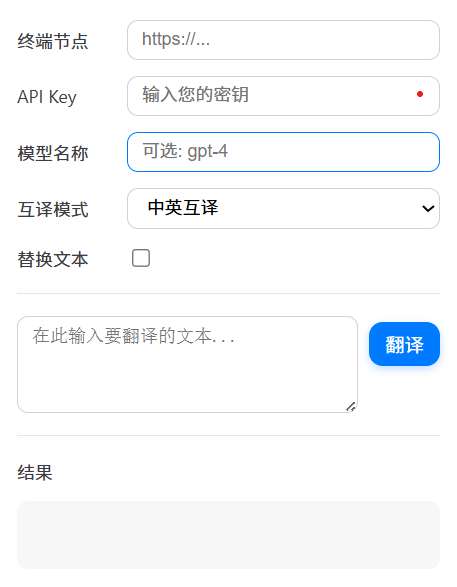 终端节点 https://...
API Key 输入您的密钥
模型名称 可选: gpt-4
互译模式 中英互译
替换文本
在此输入要翻译的文本...
翻译
结果